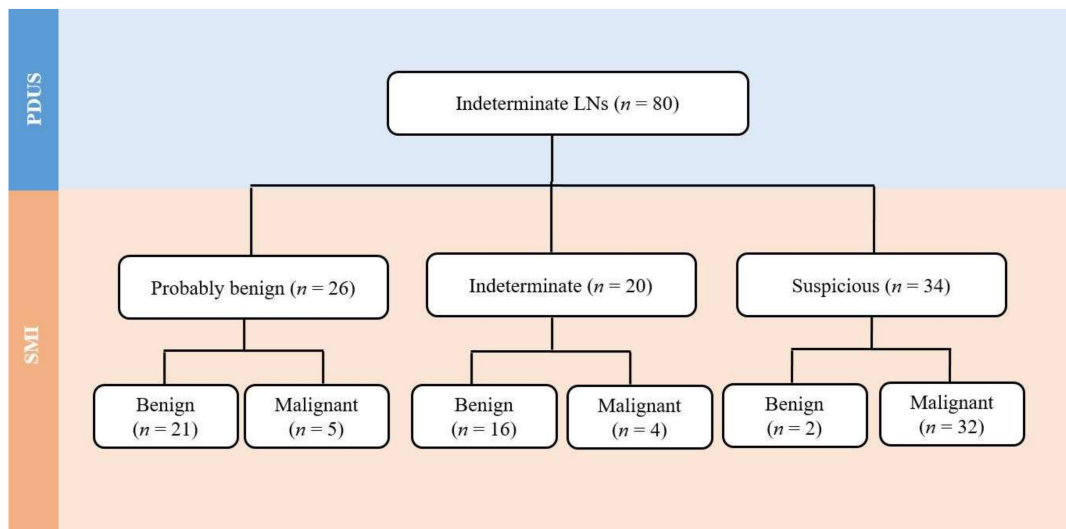 PDUS
Indeterminate LNs (n = 80)
SMI
Probably benign (n = 26)
Indeterminate (n = 20)
Suspicious (n = 34)
Benign
(n = 21)
Malignant
(n = 5)
Benign
(n = 16)
Malignant
(n = 4)
Benign
(n = 2)
Malignant
(n = 32)